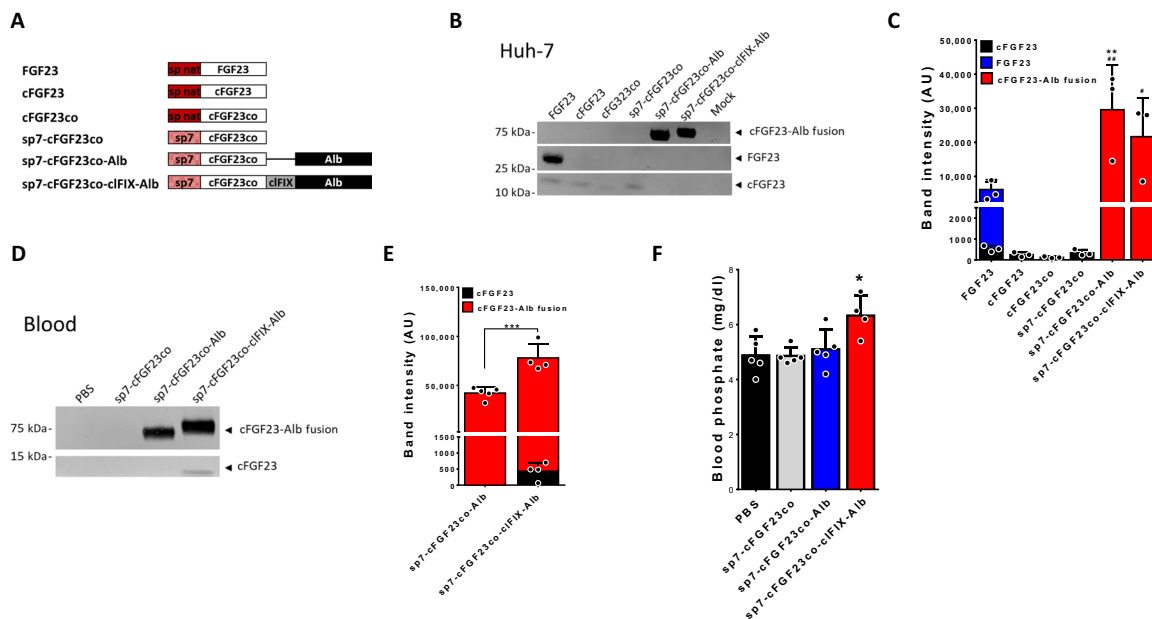 A
FGF23 sp nat FGF23
cFGF23 sp nat cFGF23
cFGF23co sp nat cFGF23co
sp7-cFGF23co sp7 cFGF23co
sp7-cFGF23co-Alb sp7 cFGF23co Alb
sp7-cFGF23co-clFIX-Alb sp7 cFGF23co clFIX Alb
B
Huh-7
FGF23
cFGF23
cFG323co
sp7-cFGF23co
sp7-cFGF23co-Alb
sp7-cFGF23co-clFIX-Alb
Mock
75 kDa-
cFGF23-Alb fusion
FGF23
25 kDa-
cFGF23
10 kDa-
C
Band intensity (AU)
50,000
40,000
30,000
20,000
10,000
2000
1000
0
cFGF23
FGF23
cFGF23-Alb fusion
**
##
#
FGF23
cFGF23
cFGF23co
sp7-cFGF23co
sp7-cFGF23co-Alb
sp7-cFGF23co-clFIX-Alb
D
Blood
PBS
sp7-cFGF23co
sp7-cFGF23co-Alb
sp7-cFGF23co-clFIX-Alb
75 kDa-
cFGF23-Alb fusion
15 kDa-
cFGF23
E
Band intensity (AU)
150,000
100,000
50,000
1500
1000
500
0
cFGF23
cFGF23-Alb fusion
***
sp7-cFGF23co-Alb
sp7-cFGF23co-clFIX-Alb
F
Blood phosphate (mg/dl)
8
6
4
2
0
*
PBS
sp7-cFGF23co
sp7-cFGF23co-Alb
sp7-cFGF23co-clFIX-Alb